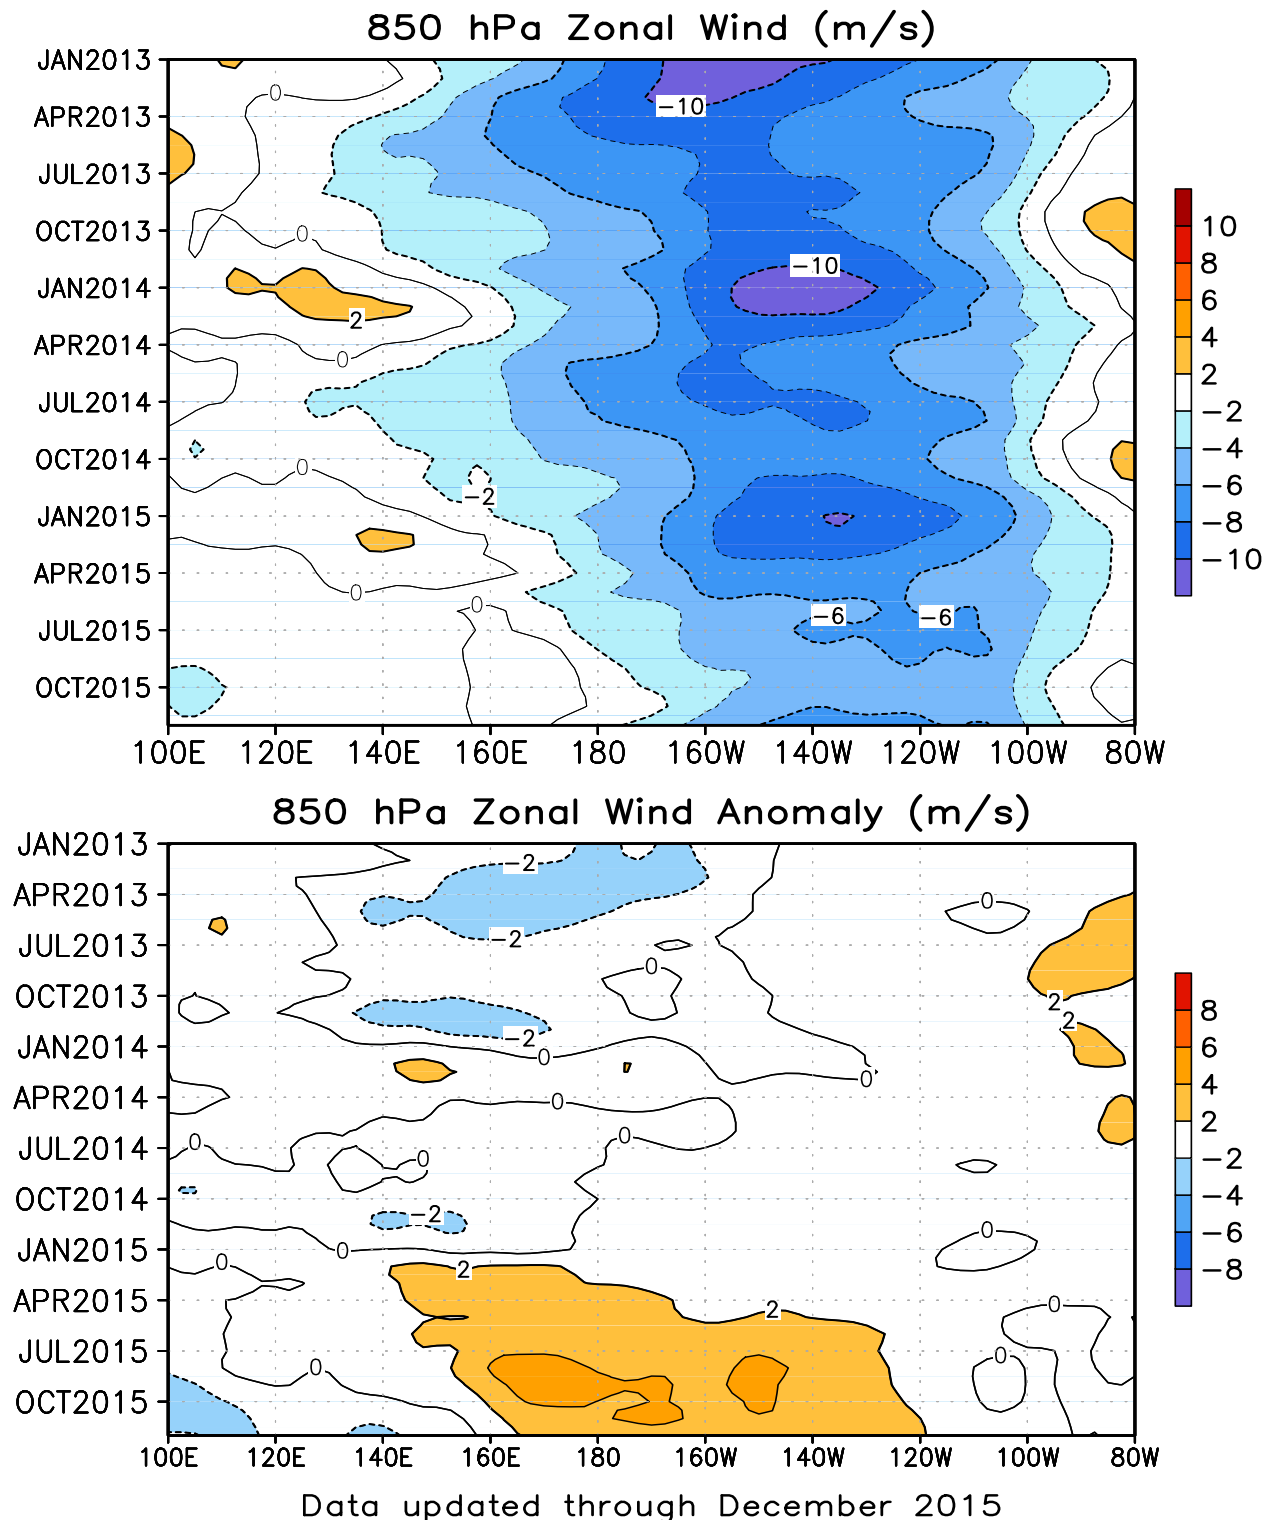 850 hPa Zonal Wind (m/s)
JAN2013
APR2013
JUL2013
OCT2013
JAN2014
APR2014
JUL2014
OCT2014
JAN2015
APR2015
JUL2015
OCT2015
0
-10
0
-10
2
0
0
-2
0
0
-6
-6
100E 120E 140E 160E 180 160W 140W 120W 100W 80W
10
8
6
4
2
-2
-4
-6
-8
-10
850 hPa Zonal Wind Anomaly (m/s)
JAN2013
APR2013
JUL2013
OCT2013
JAN2014
APR2014
JUL2014
OCT2014
JAN2015
APR2015
JUL2015
OCT2015
-2
0
-2
0
2
2
-2
0
0
0
0
0
0
-2
0
0
0
2
0
2
0
0
100E 120E 140E 160E 180 160W 140W 120W 100W 80W
8
6
4
2
-2
-4
-6
-8
Data updated through December 2015